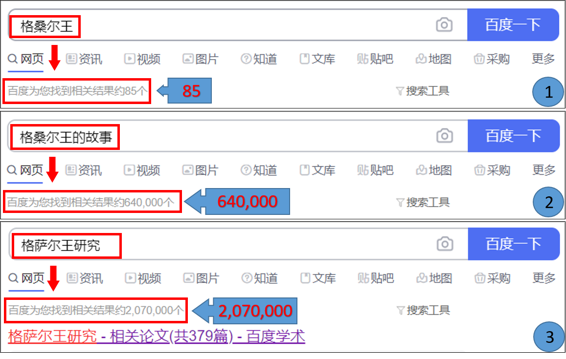 格桑尔王 百度一下
网页 资讯 视频 图片 知道 文库 贴吧 地图 采购 更多
百度为您找到相关结果约85个 85 搜索工具 1
格桑尔王的故事 百度一下
网页 资讯 视频 图片 知道 文库 贴吧 地图 采购 更多
百度为您找到相关结果约640,000个 640,000 搜索工具 2
格萨尔王研究 百度一下
网页 资讯 视频 图片 知道 文库 贴吧 地图 采购 更多
百度为您找到相关结果约2,070,000个 2,070,000 搜索工具
格萨尔王研究 - 相关论文(共379篇) - 百度学术 3